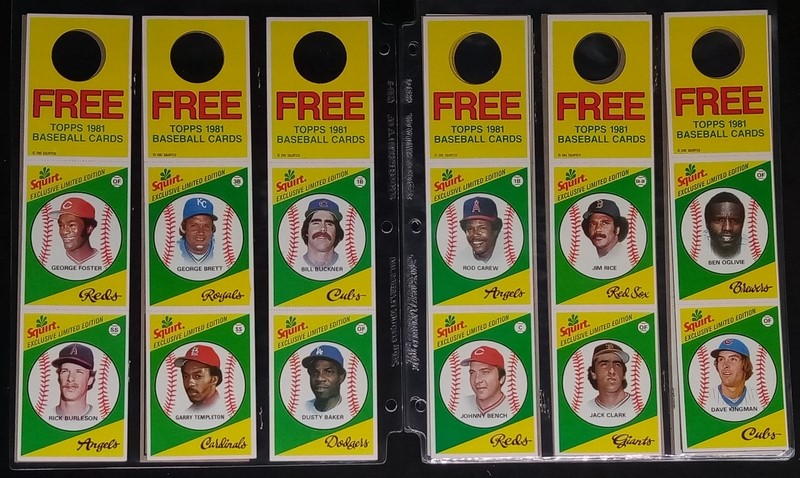 FREE
TOPPS 1981
BASEBALL CARDS
FREE
TOPPS 1981
BASEBALL CARDS
FREE
TOPPS 1981
BASEBALL CARDS
FREE
TOPPS 1981
BASEBALL CARDS
FREE
TOPPS 1981
BASEBALL CARDS
FREE
TOPPS 1981
BASEBALL CARDS
Squirt.
EXCLUSIVE LIMITED EDITION
OF
GEORGE FOSTER
Reds
Squirt.
EXCLUSIVE LIMITED EDITION
3B
GEORGE BRETT
Royals
Squirt.
EXCLUSIVE LIMITED EDITION
1B
BILL BUCKNER
Cubs
Squirt.
EXCLUSIVE LIMITED EDITION
1B
ROD CAREW
Angels
Squirt.
EXCLUSIVE LIMITED EDITION
JIM RICE
Red Sox
Squirt.
EXCLUSIVE LIMITED EDITION
OF
BEN OGLIVIE
Brewers
Squirt.
EXCLUSIVE LIMITED EDITION
SS
RICK BURLESON
Angels
Squirt.
EXCLUSIVE LIMITED EDITION
SS
GARRY TEMPLETON
Cardinals
Squirt.
EXCLUSIVE LIMITED EDITION
OF
DUSTY BAKER
Dodgers
Squirt.
EXCLUSIVE LIMITED EDITION
C
JOHNNY BENCH
Reds
Squirt.
EXCLUSIVE LIMITED EDITION
OF
JACK CLARK
Giants
Squirt.
EXCLUSIVE LIMITED EDITION
OF
DAVE KINGMAN
Cubs